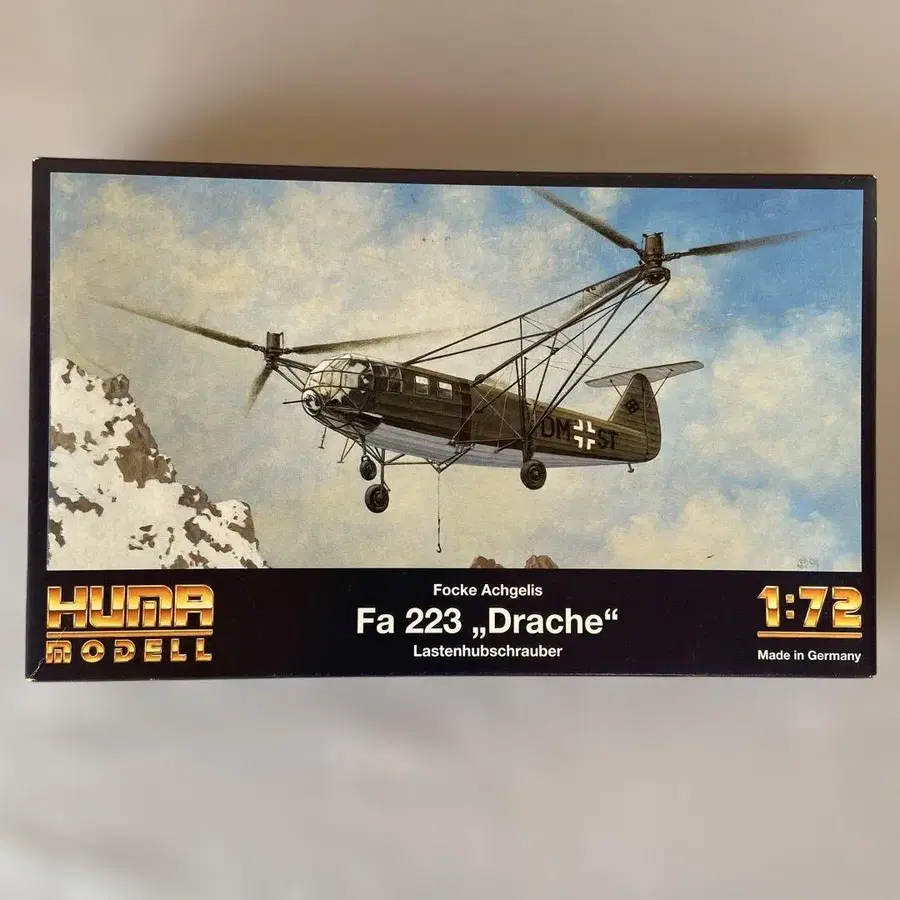 DM ST
HUMA
MODELL
Focke Achgelis
Fa 223 „Drache“
Lastenhubschrauber
1:72
Made in Germany